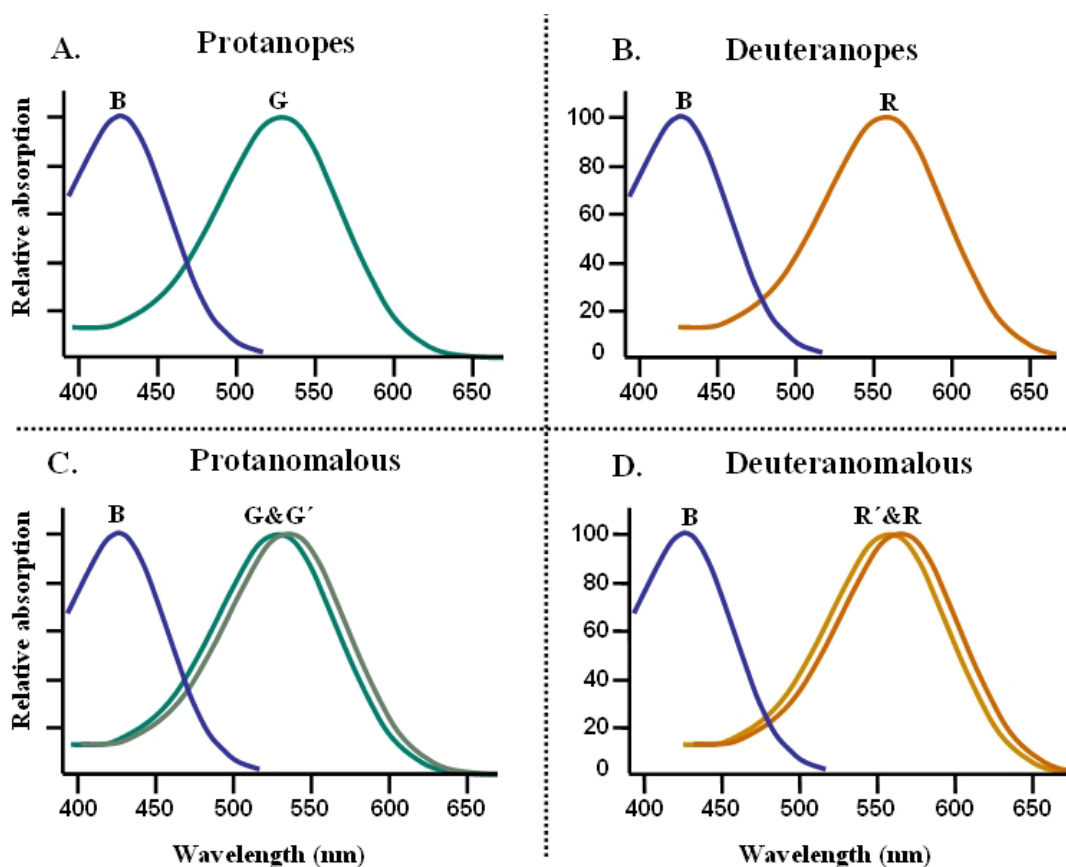 A. Protanopes
B G
Relative absorption
400 450 500 550 600 650
B. Deuteranopes
B R
100
80
60
40
20
0
400 450 500 550 600 650
C. Protanomalous
B G&G´
Relative absorption
400 450 500 550 600 650
Wavelength (nm)
D. Deuteranomalous
B R´&R
100
80
60
40
20
0
400 450 500 550 600 650
Wavelength (nm)